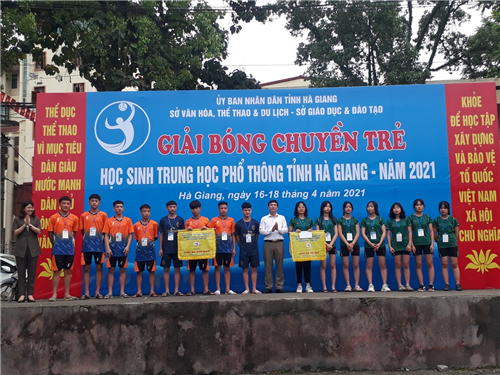 ỦY BAN NHÂN DÂN TỈNH HÀ GIANG
SỞ VĂN HÓA, THỂ THAO & DU LỊCH - SỞ GIÁO DỤC & ĐÀO TẠO
GIẢI BÓNG CHUYỀN TRẺ
HỌC SINH TRUNG HỌC PHỔ THÔNG TỈNH HÀ GIANG - NĂM 2021
Hà Giang, ngày 16-18 tháng 4 năm 2021
THỂ DỤC
THỂ THAO
VÌ MỤC TIÊU
DÂN GIÀU
NƯỚC MẠNH
DÂN
KHỎE
ĐỂ HỌC TẬP
XÂY DỰNG
VÀ BẢO VỆ
TỔ QUỐC
VIỆT NAM
XÃ HỘI
CHỦ NGHĨA